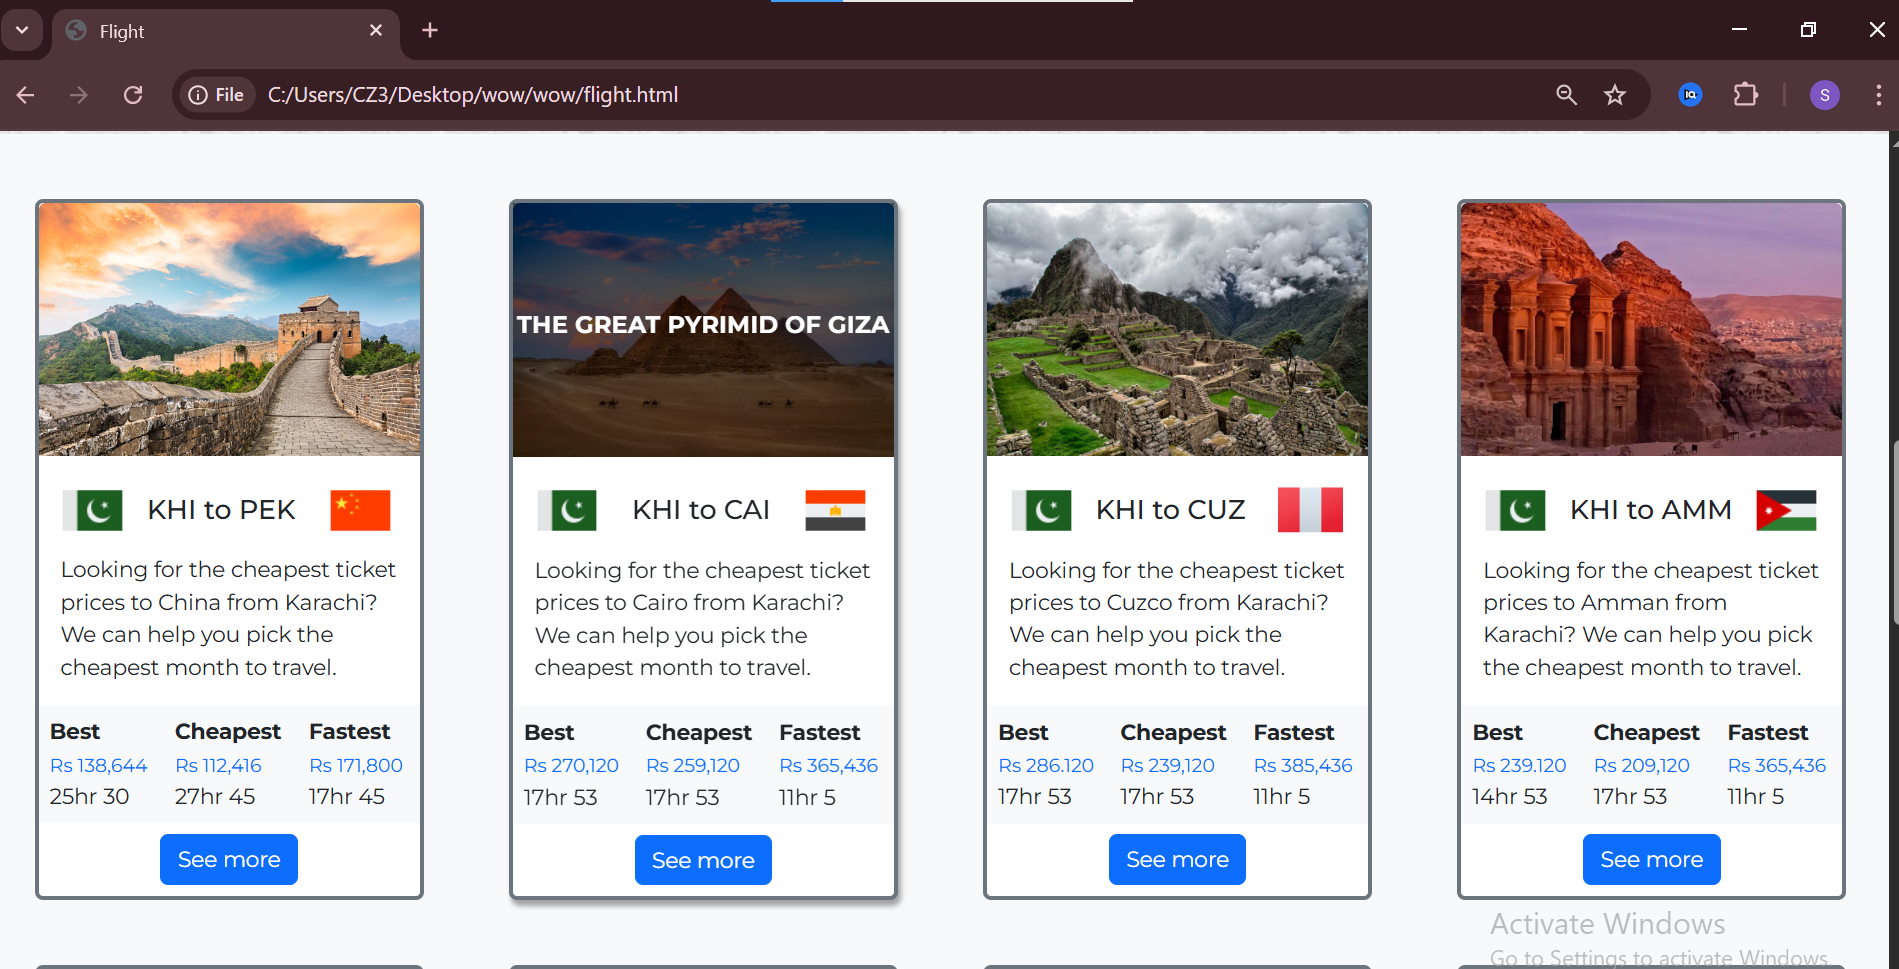 Flight
File
C:/Users/CZ3/Desktop/wow/wow/flight.html
S
THE GREAT PYRIMID OF GIZA
KHI to PEK
Looking for the cheapest ticket
prices to China from Karachi?
We can help you pick the
cheapest month to travel.
Best Cheapest Fastest
Rs 138,644 Rs 112,416 Rs 171,800
25hr 30 27hr 45 17hr 45
See more
KHI to CAI
Looking for the cheapest ticket
prices to Cairo from Karachi?
We can help you pick the
cheapest month to travel.
Best Cheapest Fastest
Rs 270,120 Rs 259,120 Rs 365,436
17hr 53 17hr 53 11hr 5
See more
KHI to CUZ
Looking for the cheapest ticket
prices to Cuzco from Karachi?
We can help you pick the
cheapest month to travel.
Best Cheapest Fastest
Rs 286.120 Rs 239,120 Rs 385,436
17hr 53 17hr 53 11hr 5
See more
KHI to AMM
Looking for the cheapest ticket
prices to Amman from
Karachi? We can help you pick
the cheapest month to travel.
Best Cheapest Fastest
Rs 239.120 Rs 209,120 Rs 365,436
14hr 53 17hr 53 11hr 5
See more
Activate Windows
Go to Settings to activate Windows.